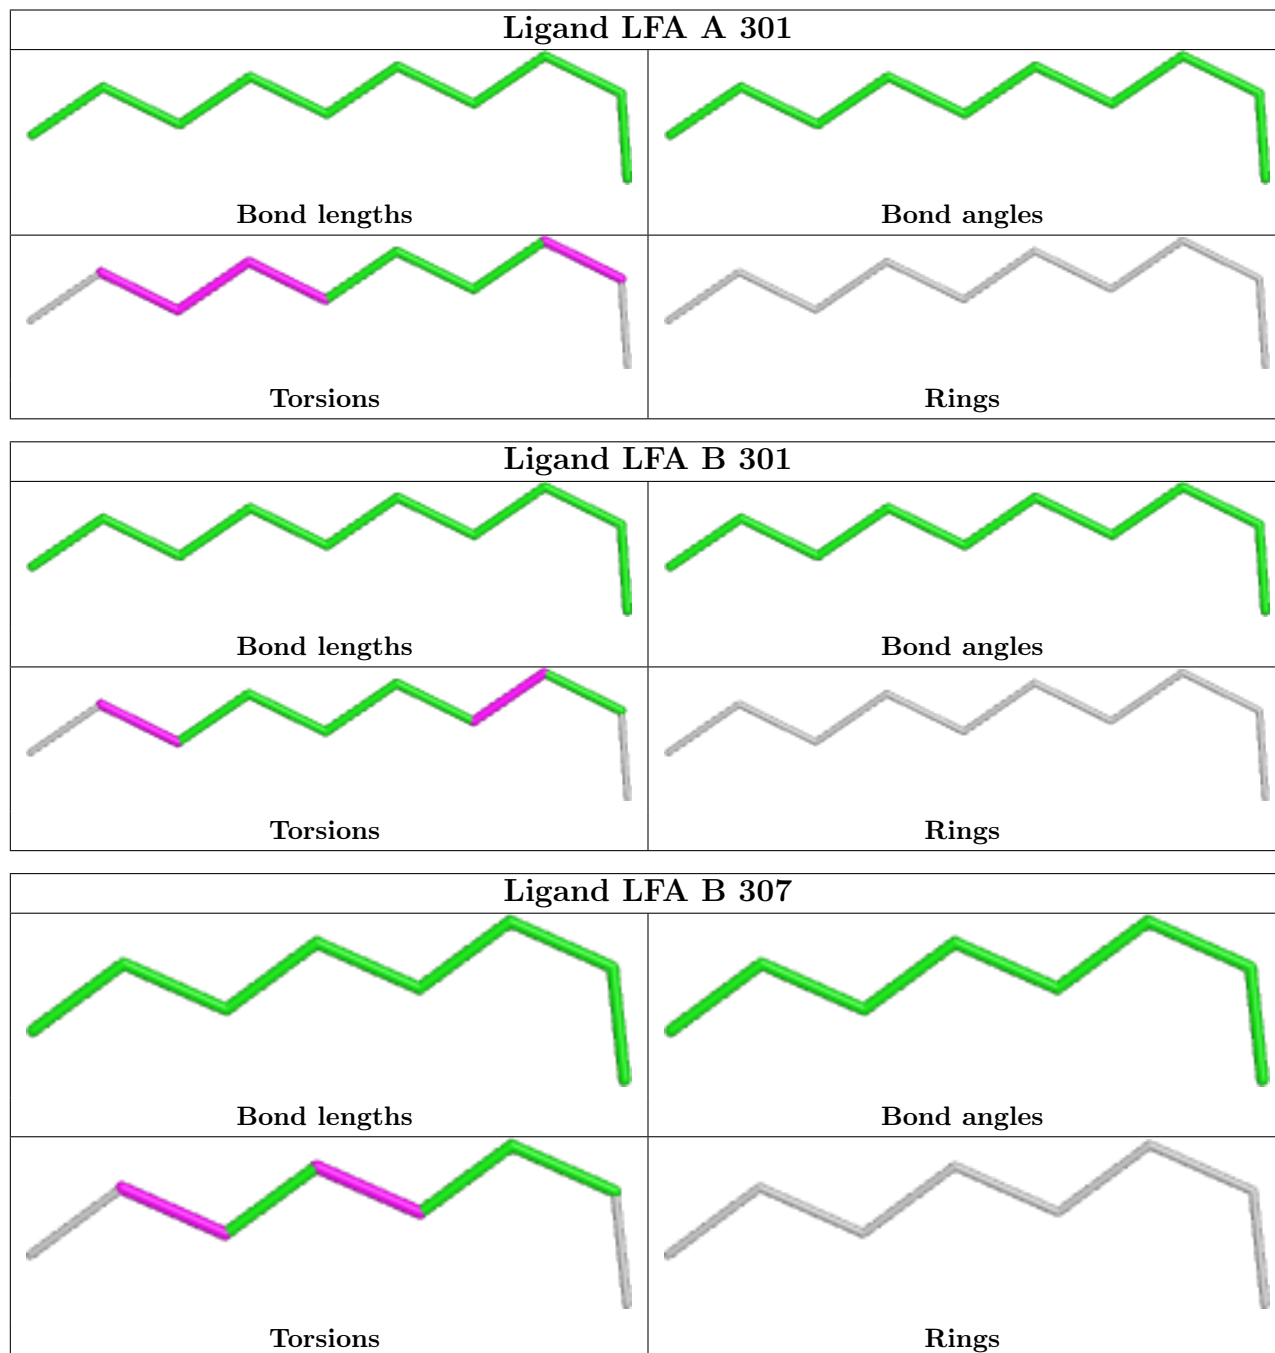 Ligand LFA A 301
Bond lengths
Bond angles
Torsions
Rings
Ligand LFA B 301
Bond lengths
Bond angles
Torsions
Rings
Ligand LFA B 307
Bond lengths
Bond angles
Torsions
Rings